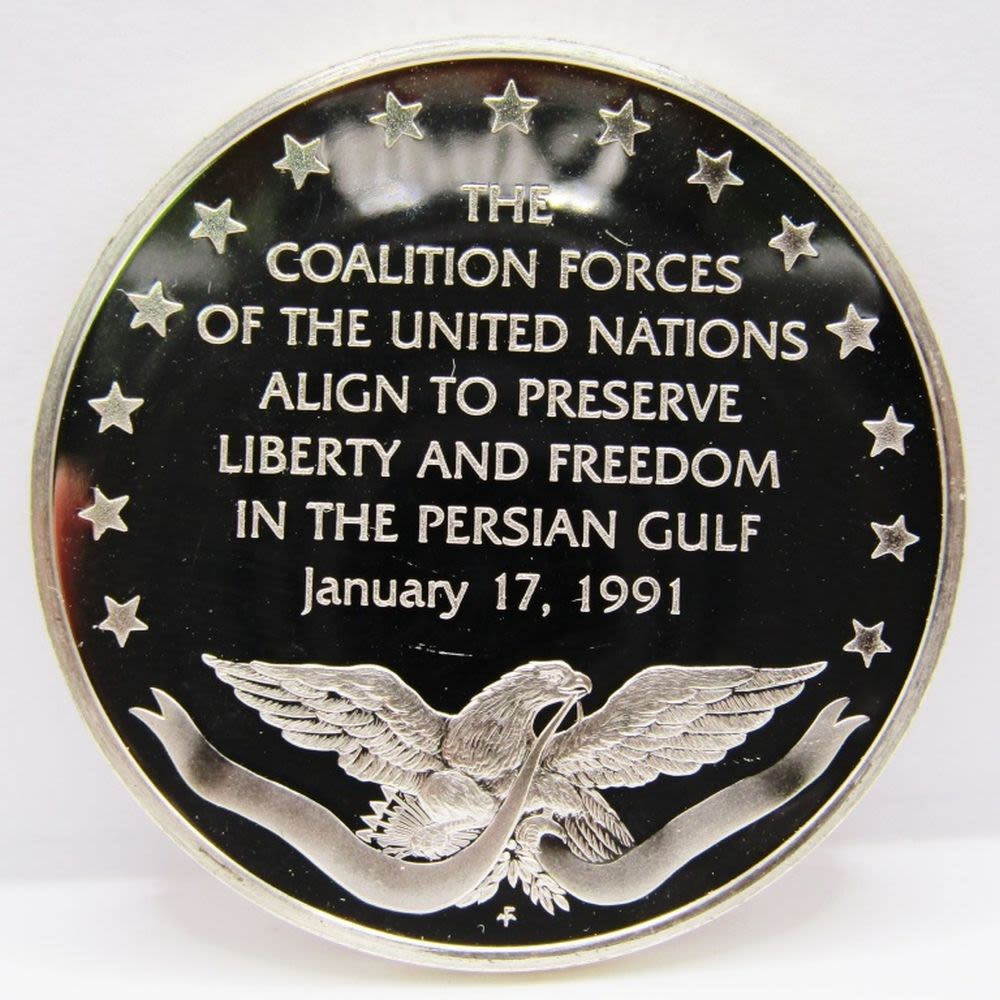 THE
COALITION FORCES
OF THE UNITED NATIONS
ALIGN TO PRESERVE
LIBERTY AND FREEDOM
IN THE PERSIAN GULF
January 17, 1991